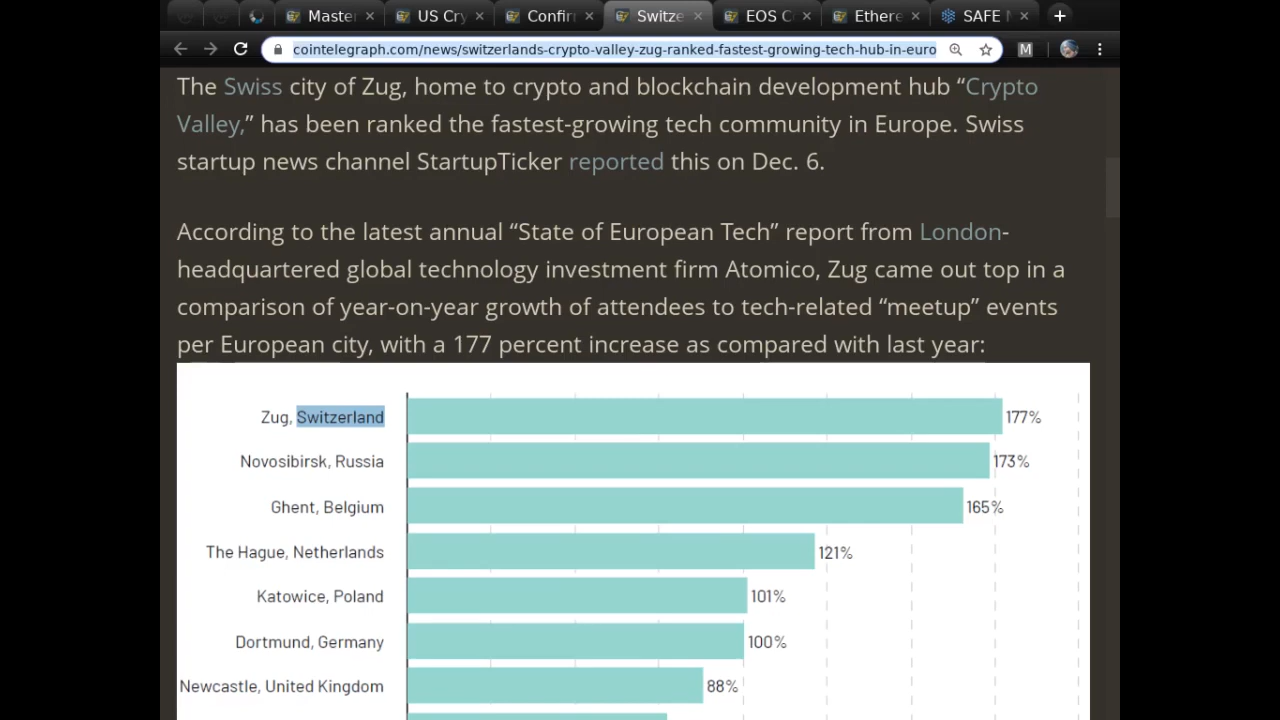 Master
US Cry
Confir
Switze
EOS C
Ethere
SAFE
cointelegraph.com/news/switzerlands-crypto-valley-zug-ranked-fastest-growing-tech-hub-in-euro
M
The Swiss city of Zug, home to crypto and blockchain development hub “Crypto
Valley,” has been ranked the fastest-growing tech community in Europe. Swiss
startup news channel StartupTicker reported this on Dec. 6.
According to the latest annual “State of European Tech” report from London-
headquartered global technology investment firm Atomico, Zug came out top in a
comparison of year-on-year growth of attendees to tech-related “meetup” events
per European city, with a 177 percent increase as compared with last year:
Zug, Switzerland 177%
Novosibirsk, Russia 173%
Ghent, Belgium 165%
The Hague, Netherlands 121%
Katowice, Poland 101%
Dortmund, Germany 100%
Newcastle, United Kingdom 88%